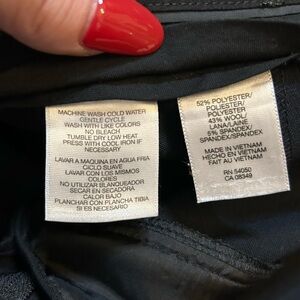 MACHINE WASH COLD WATER
GENTLE CYCLE
WASH WITH LIKE COLORS
NO BLEACH
TUMBLE DRY LOW HEAT
PRESS WITH COOL IRON IF
NECESSARY
LAVAR A MAQUINA EN AGUA FRIA
CICLO SUAVE
LAVAR CON LOS MISMOS
COLORES
NO UTILIZAR BLANQUEADOR
SECAR EN SECADORA
CALOR BAJO
PLANCHAR CON PLANCHA TIBIA
SI ES NECESARIO
52% POLYESTER/
POLIESTER/
POLYESTER
43% WOOL/
LANA/LAINE
5% SPANDEX/
SPANDEX/SPANDEX
MADE IN VIETNAM
HECHO EN VIETNAM
FAIT AU VIETNAM
RN 54050
CA 08349